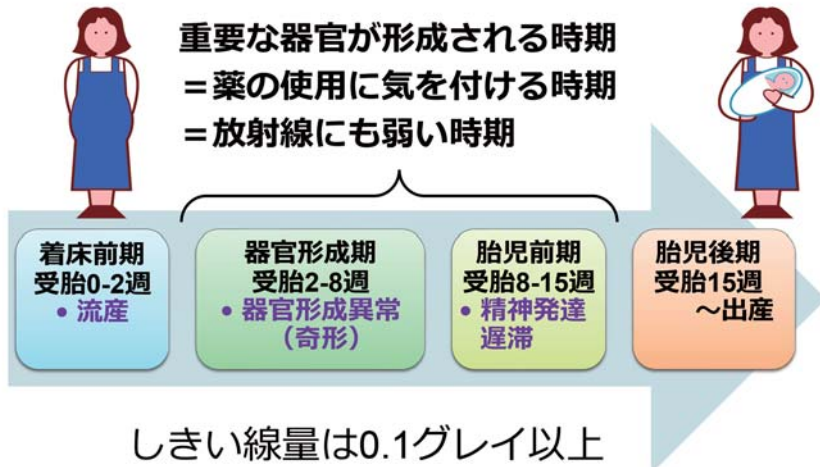 重要な器官が形成される時期
＝薬の使用に気を付ける時期
＝放射線にも弱い時期
着床前期
受胎0-2週
• 流産
器官形成期
受胎2-8週
• 器官形成異常
（奇形）
胎児前期
受胎8-15週
• 精神発達
遅滞
胎児後期
受胎15週
～出産
しきい線量は0.1グレイ以上